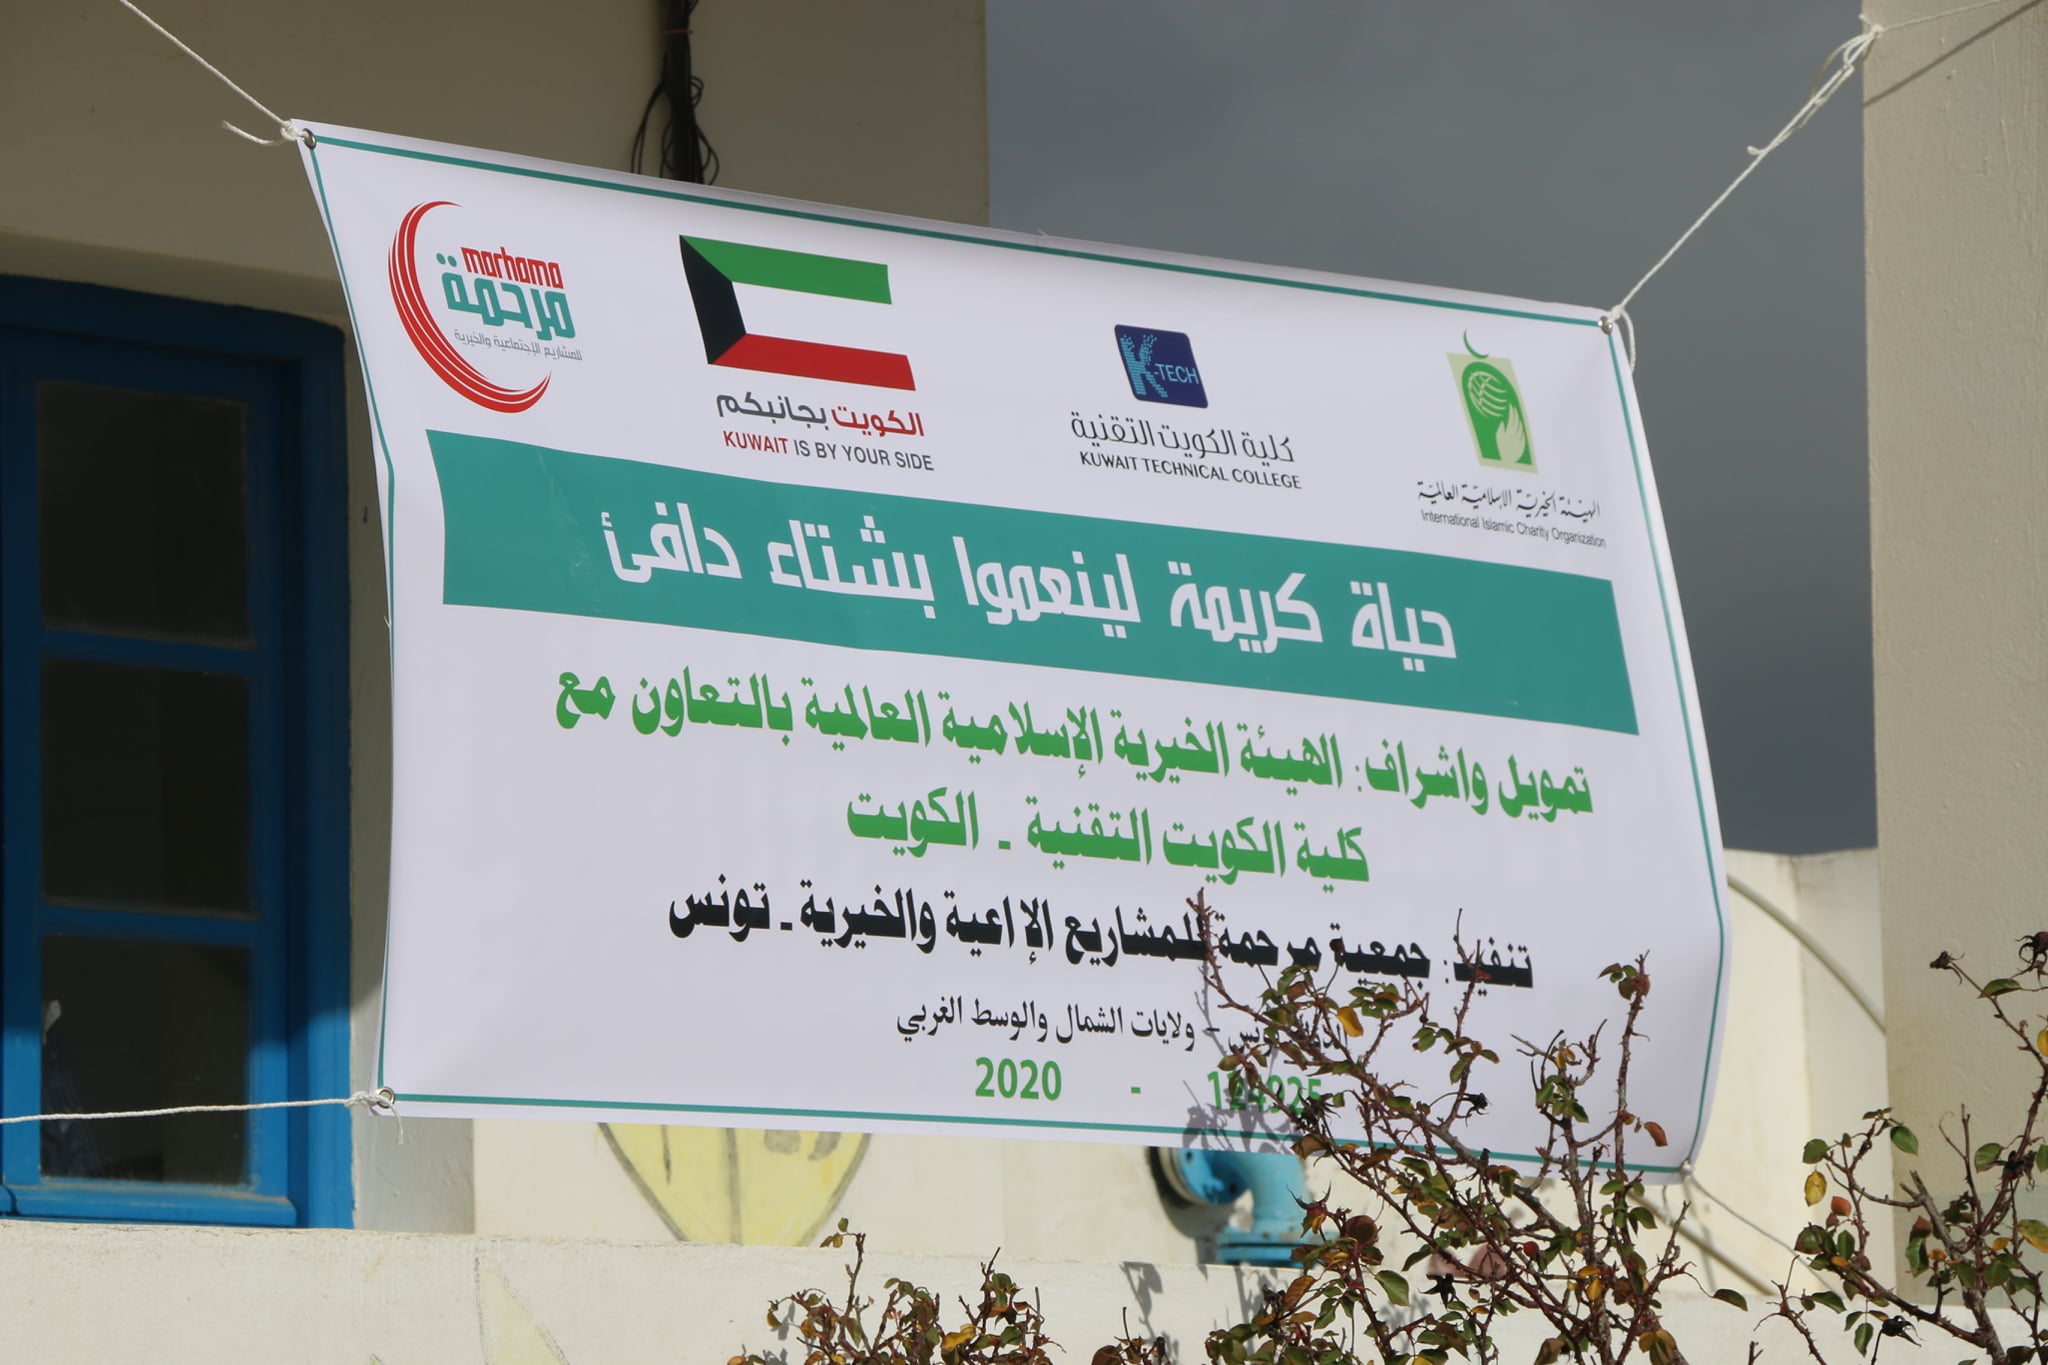 marhama
مرحمة
للمشاريع الإجتماعية والخيرية
الكويت بجانبكم
KUWAIT IS BY YOUR SIDE
K-TECH
كلية الكويت التقنية
KUWAIT TECHNICAL COLLEGE
الهيئة الخيرية الإسلامية العالمية
International Islamic Charity Organization
حياة كريمة لينعموا بشتاء دافئ
تمويل واشراف: الهيئة الخيرية الإسلامية العالمية بالتعاون مع
كلية الكويت التقنية - الكويت
تنفيذ: جمعية مرحمة للمشاريع الإ اعية والخيرية - تونس
تونس - ولايات الشمال والوسط الغربي
2020 -